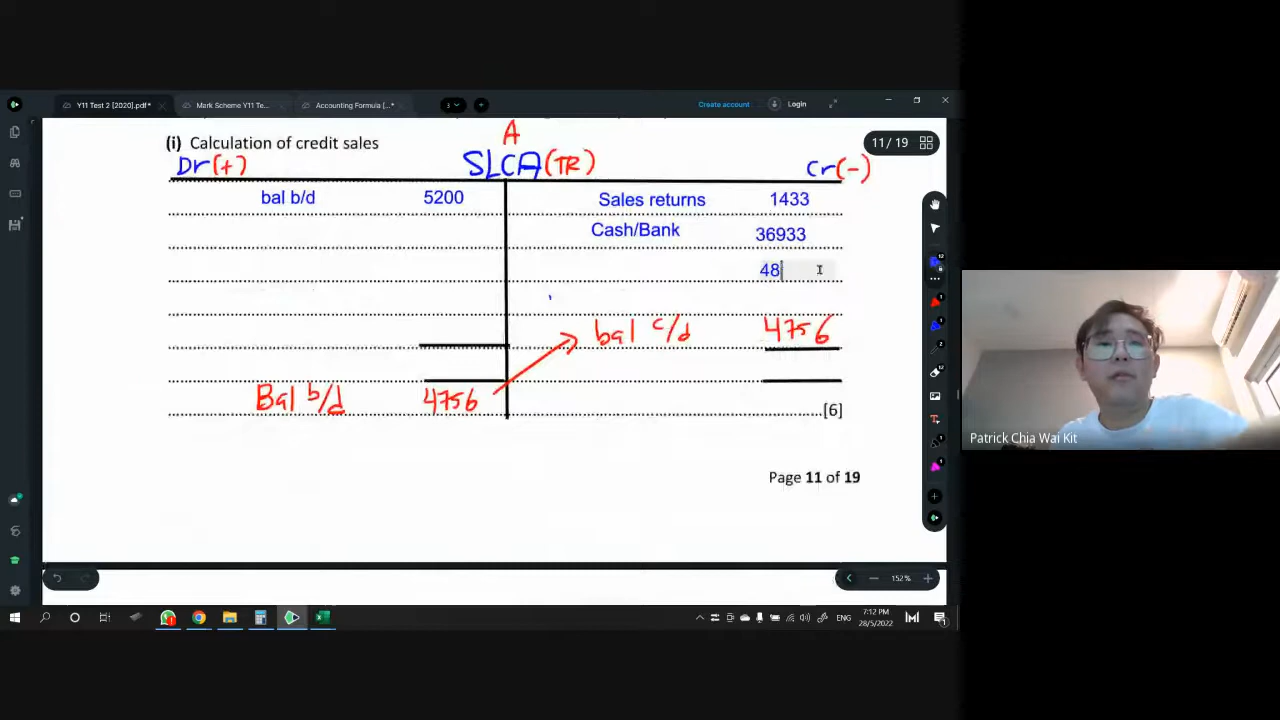 Y11 Test 2 [2020].pdf*
Mark Scheme Y11 Te...
Accounting Formula [...*
3
Create account
Login
(i) Calculation of credit sales
A
11 / 19
Dr (+)
SLCA (TR)
Cr (-)
bal b/d 5200 Sales returns 1433
Cash/Bank 36933
48
bal c/d 4756
Bal b/d 4756
[6]
Patrick Chia Wai Kit
Page 11 of 19
152%
ENG
7:12 PM
28/5/2022